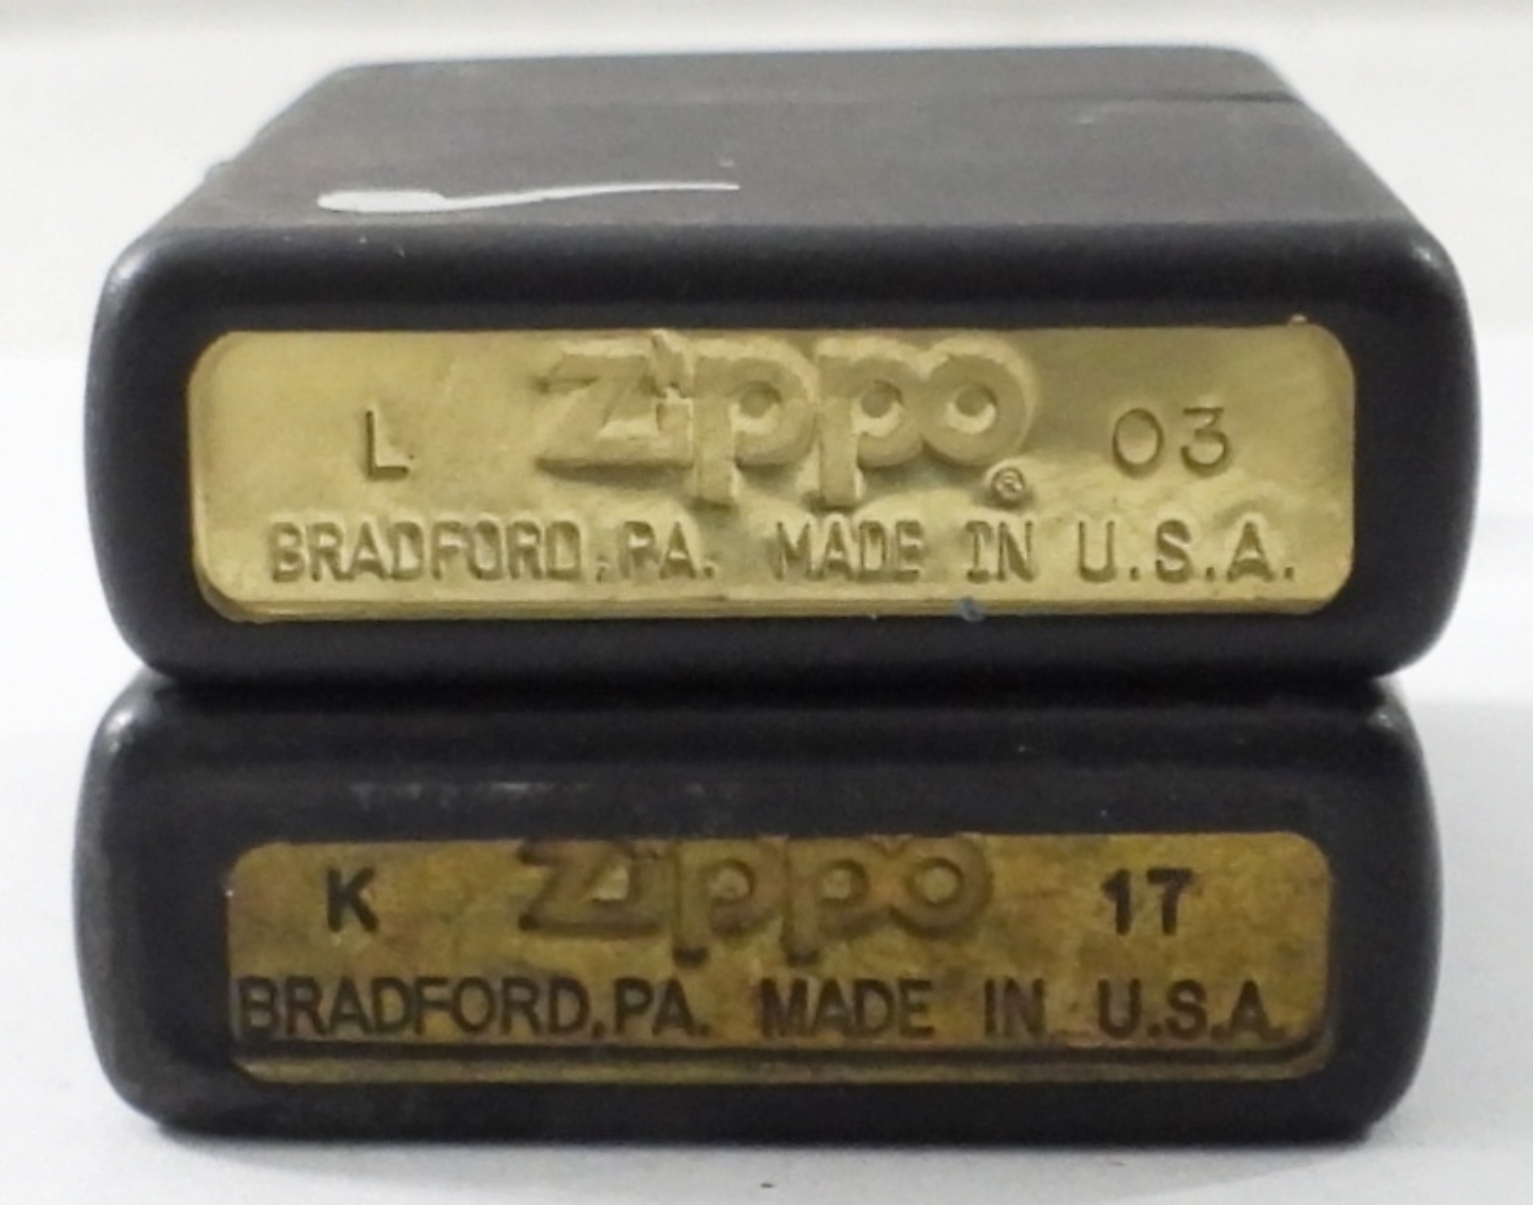 L Zippo® 03
BRADFORD, PA. MADE IN U.S.A.
K Zippo 17
BRADFORD, PA. MADE IN U.S.A.